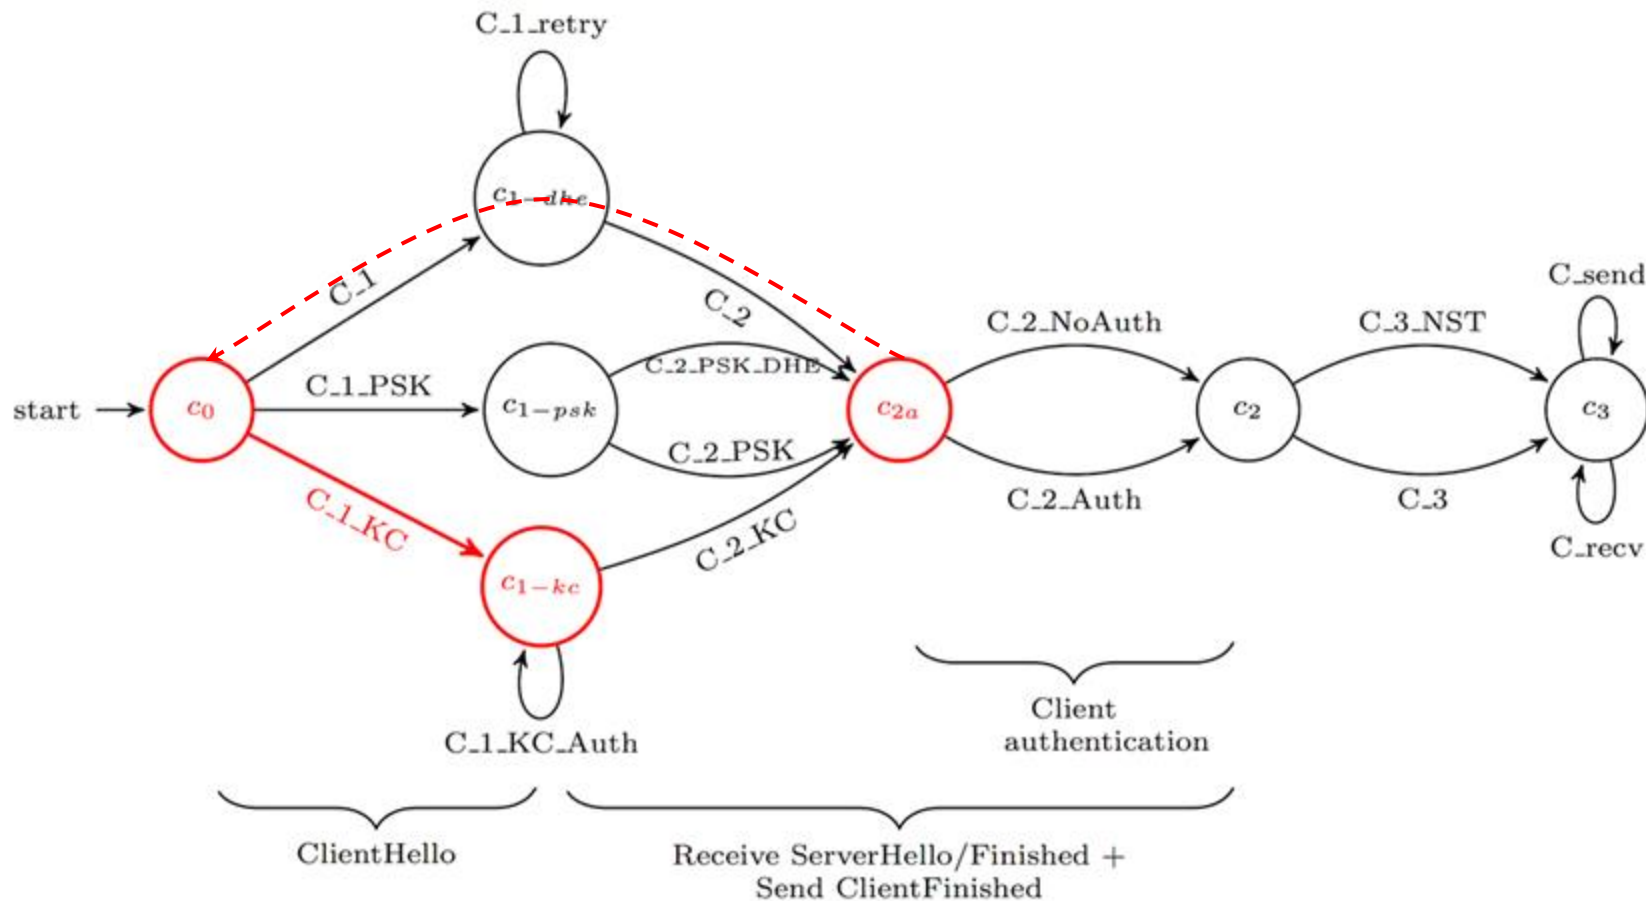 C_1_retry
c1−dhe
C_1
C_2
C_send
C_2_NoAuth
C_3_NST
C_2_PSK_DHE
C_1_PSK
start
c0
c1−psk
c2a
c2
c3
C_2_PSK
C_2_Auth
C_3
C_1_KC
C_2_KC
C_recv
c1−kc
Client
authentication
C_1_KC_Auth
ClientHello
Receive ServerHello/Finished +
Send ClientFinished